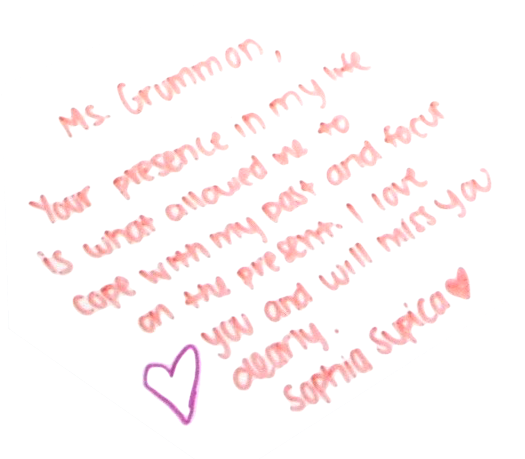 Ms. Grummon,
Your presence in my life
is what allowed me to
cope with my past and focus
on the present. I love
you and will miss you
dearly.
Sophia Supica